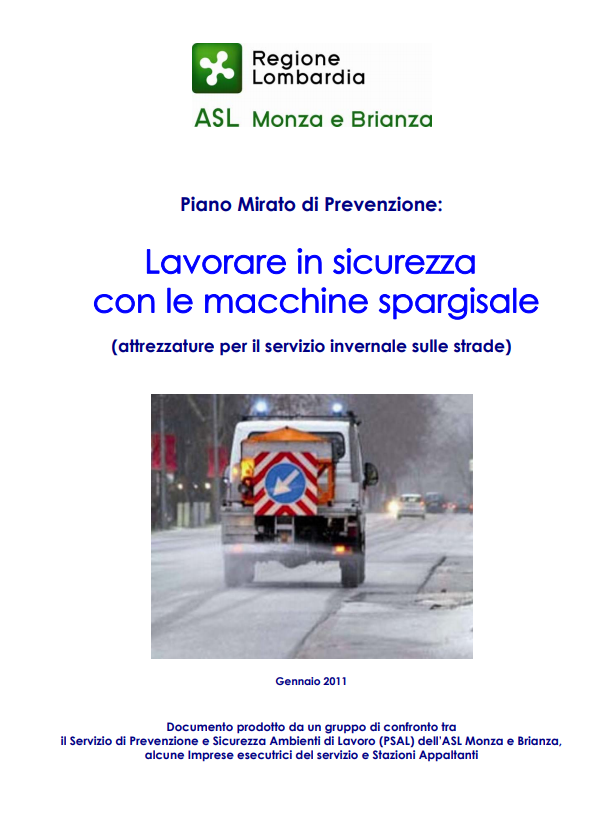 Regione
Lombardia
ASL Monza e Brianza
Piano Mirato di Prevenzione:
Lavorare in sicurezza
con le macchine spargisale
(attrezzature per il servizio invernale sulle strade)
Gennaio 2011
Documento prodotto da un gruppo di confronto tra
il Servizio di Prevenzione e Sicurezza Ambienti di Lavoro (PSAL) dell'ASL Monza e Brianza,
alcune Imprese esecutrici del servizio e Stazioni Appaltanti